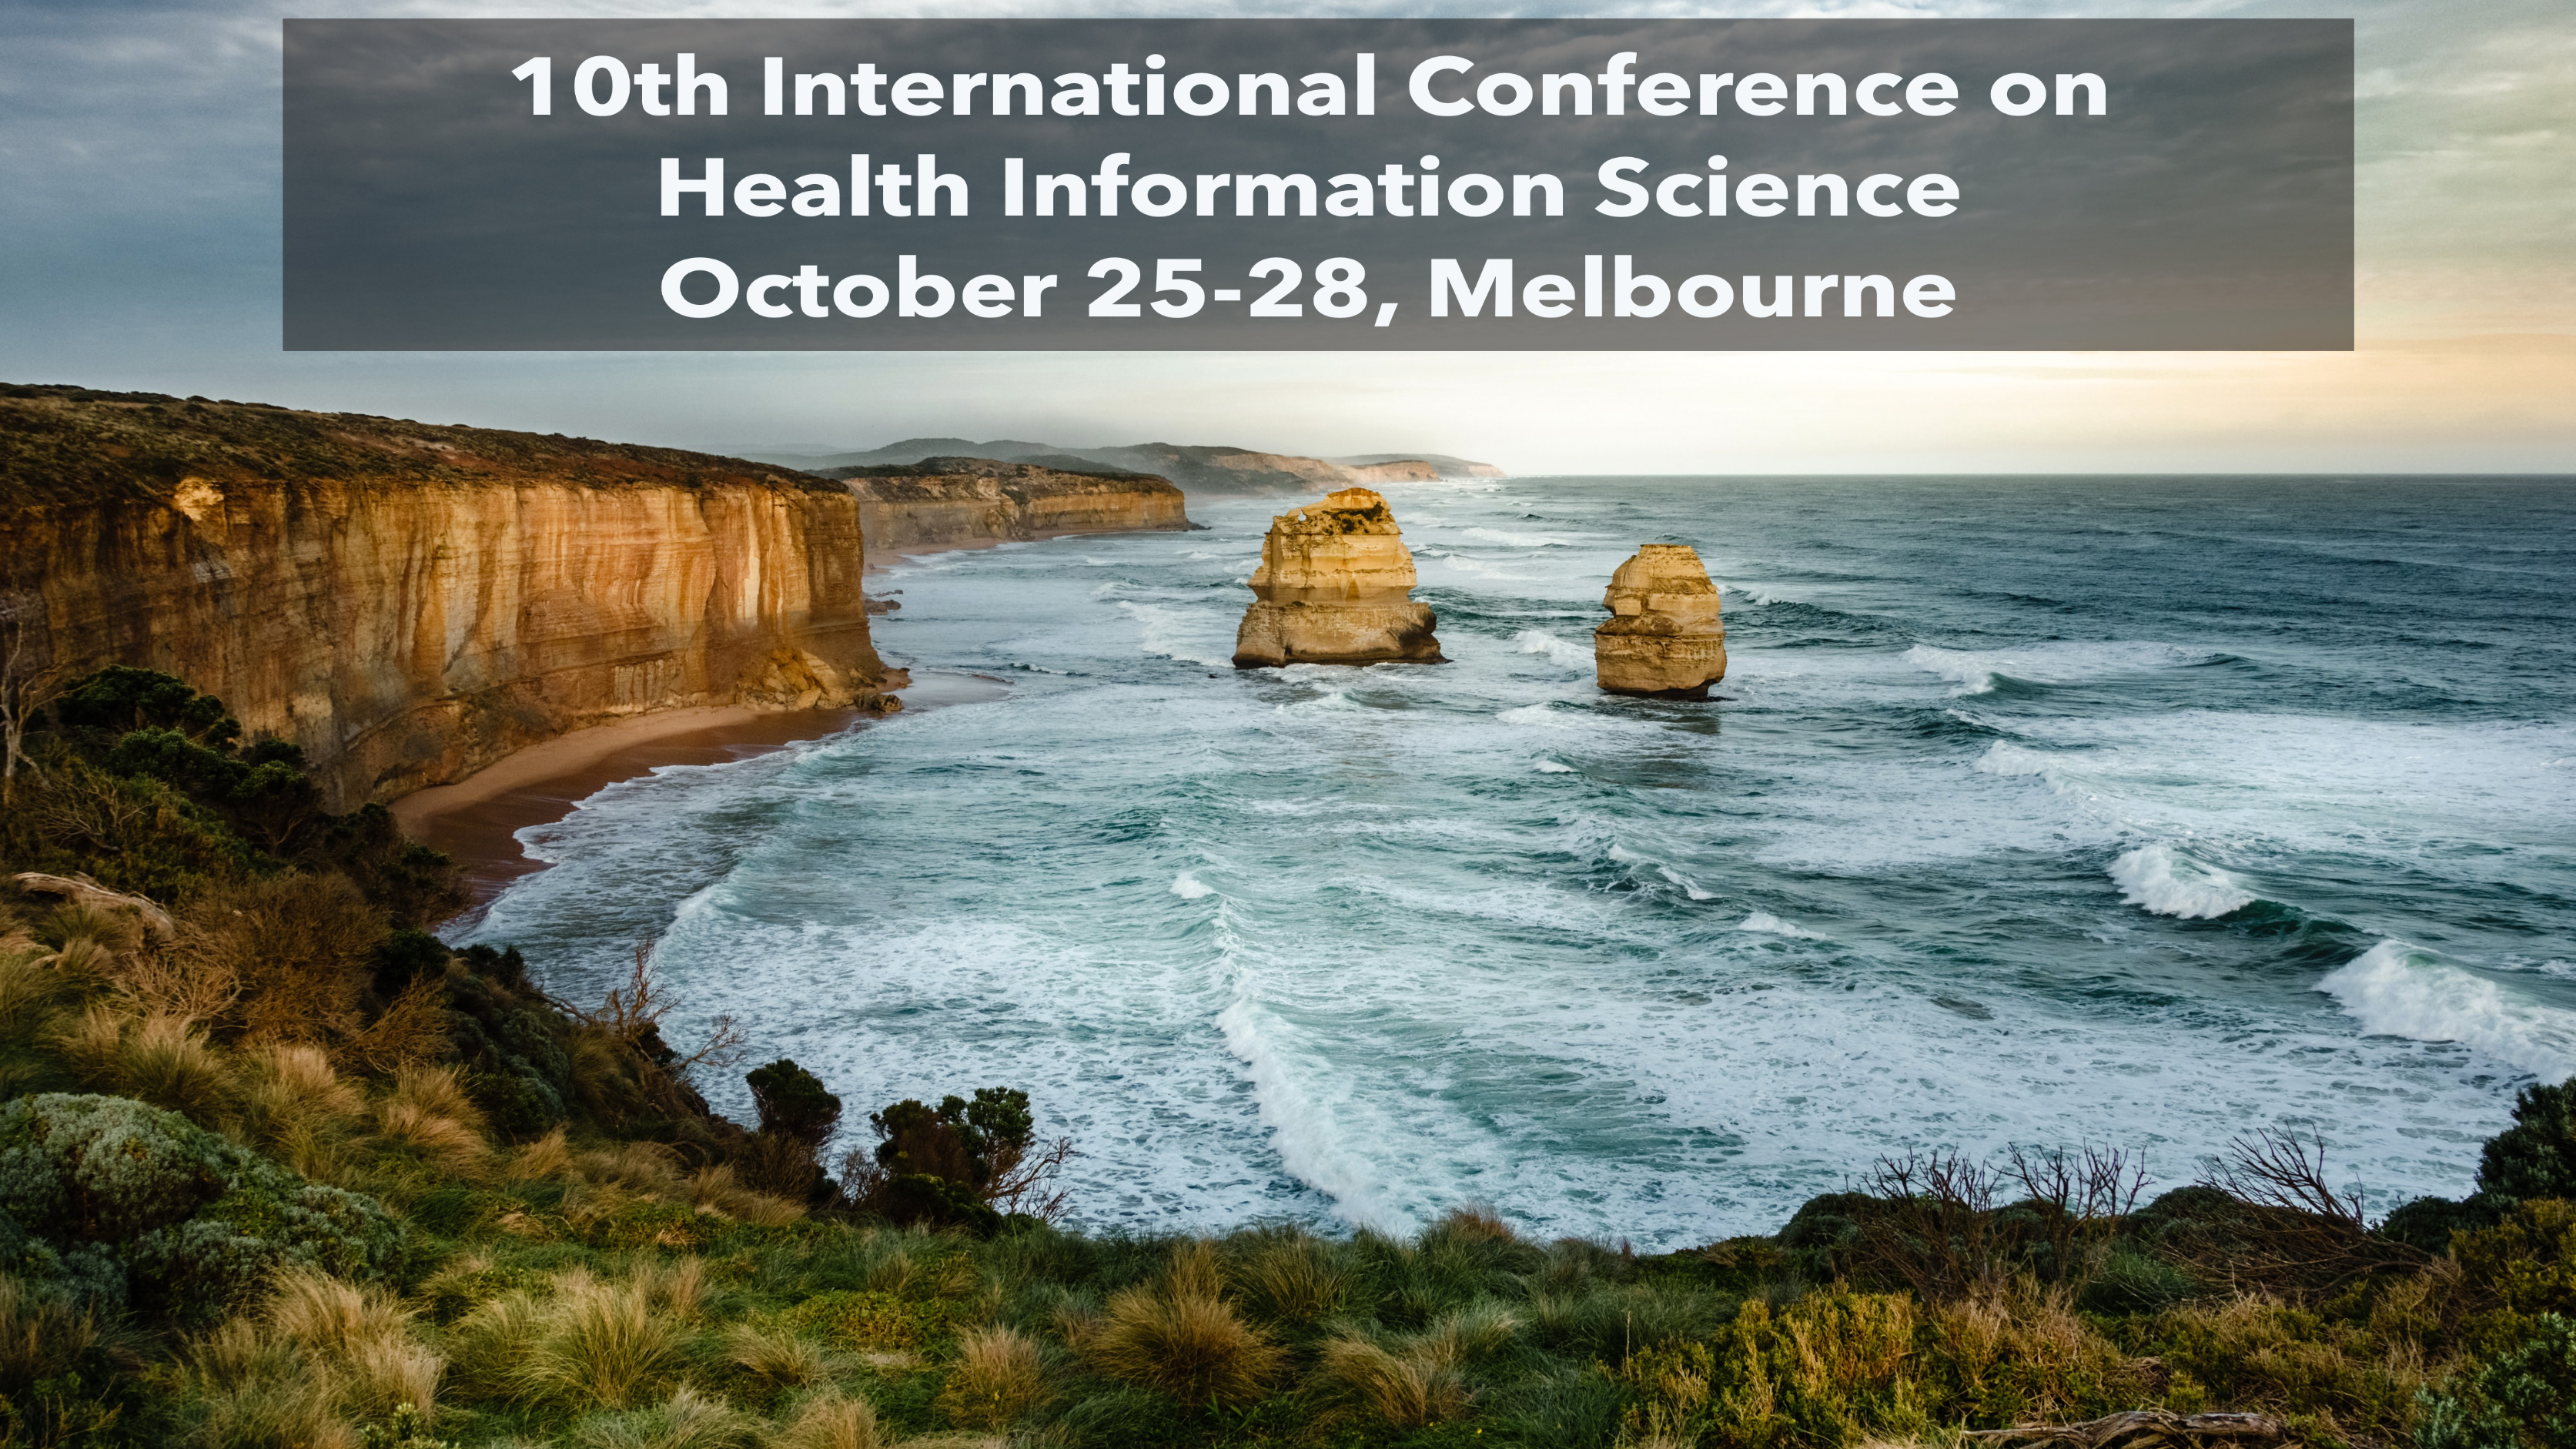 10th International Conference on
Health Information Science
October 25-28, Melbourne